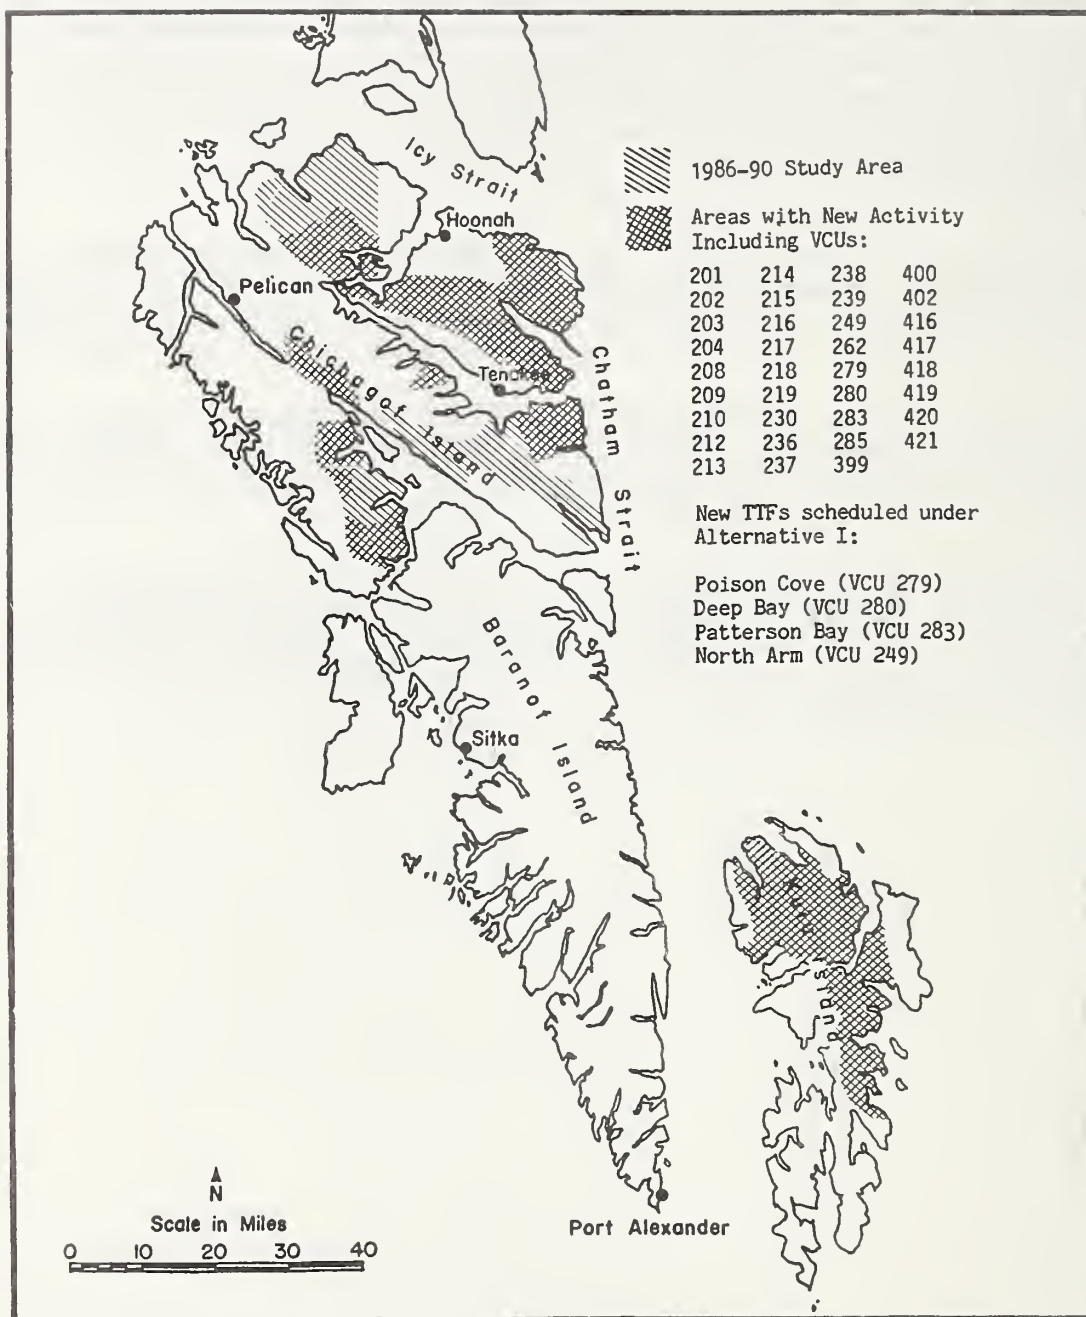 Icy Strait
1986-90 Study Area
Areas with New Activity
Including VCUs:
201 214 238 400
202 215 239 402
203 216 249 416
204 217 262 417
208 218 279 418
209 219 280 419
210 230 283 420
212 236 285 421
213 237 399
New TTFs scheduled under
Alternative I:
Poison Cove (VCU 279)
Deep Bay (VCU 280)
Patterson Bay (VCU 283)
North Arm (VCU 249)
Hoonah
Pelican
Chichagof Island
Tenakee
Chatham Strait
Baranof Island
Sitka
Kuiu Island
Port Alexander
N
Scale in Miles
0 10 20 30 40